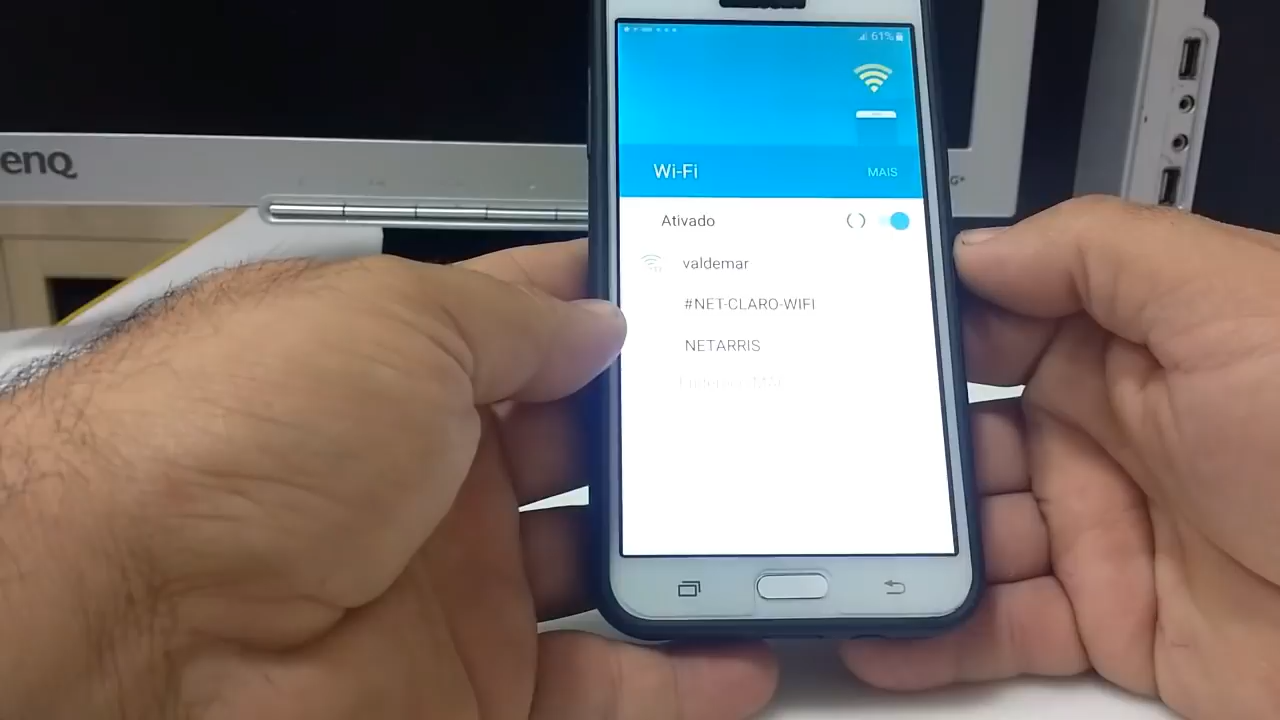 enQ
61%
Wi-Fi
MAIS
G+
Ativado
valdemar
#NET-CLARO-WIFI
NETARRIS